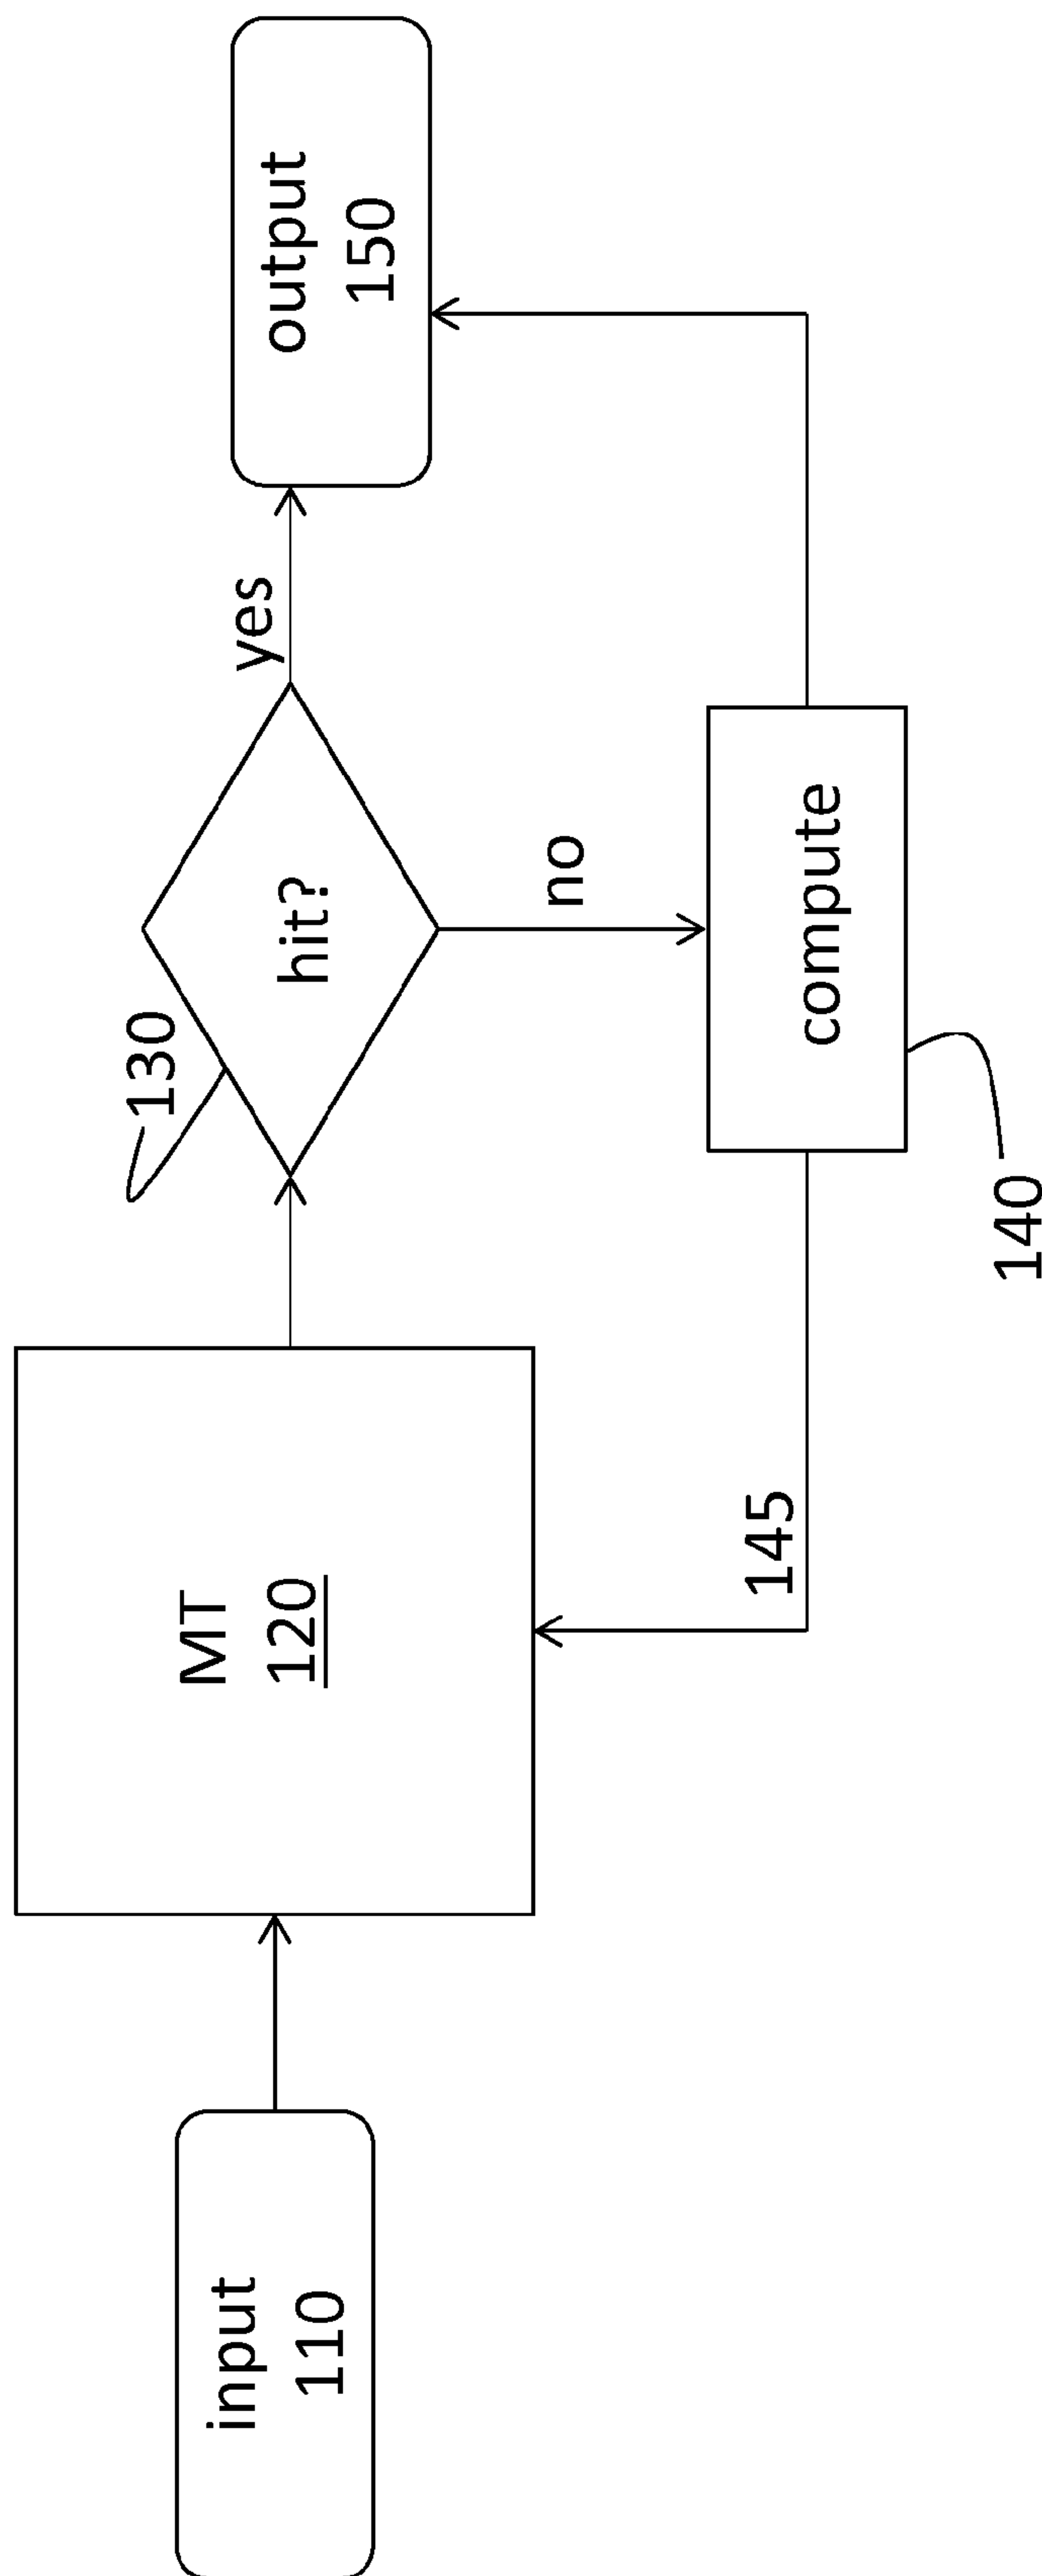 input
110
MT
120
130
hit?
yes
no
output
150
145
compute
140